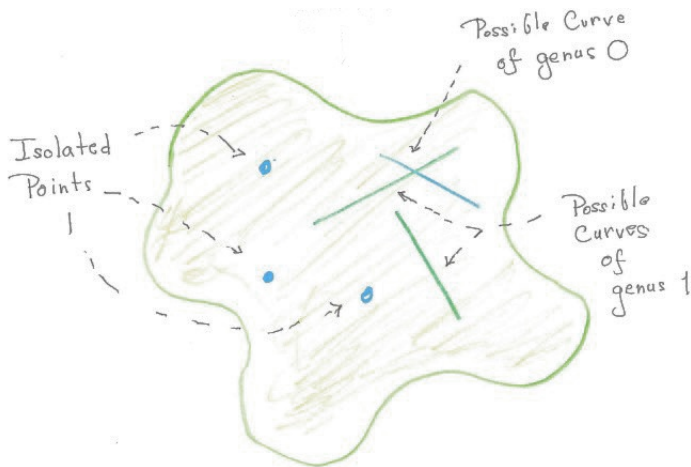 Possible Curve
of genus 0
Isolated
Points
Possible
Curves
of
genus 1